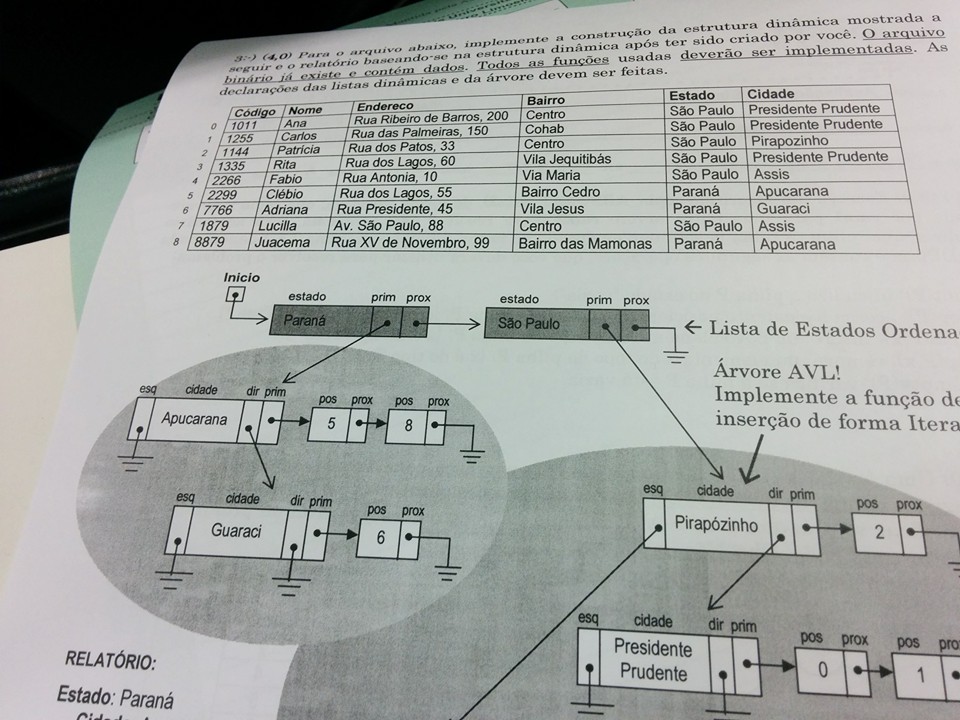 3:-) (4,0) Para o arquivo abaixo, implemente a construção da estrutura dinâmica mostrada a
seguir e o relatório baseando-se na estrutura dinâmica após ter sido criado por você. O arquivo
binário já existe e contém dados. Todos as funções usadas deverão ser implementadas. As
declarações das listas dinâmicas e da árvore devem ser feitas.
Código Nome Endereco Bairro Estado Cidade
0 1011 Ana Rua Ribeiro de Barros, 200 Centro São Paulo Presidente Prudente
1 1255 Carlos Rua das Palmeiras, 150 Cohab São Paulo Presidente Prudente
2 1144 Patrícia Rua dos Patos, 33 Centro São Paulo Pirapozinho
3 1335 Rita Rua dos Lagos, 60 Vila Jequitibás São Paulo Presidente Prudente
4 2266 Fabio Rua Antonia, 10 Via Maria São Paulo Assis
5 2299 Clébio Rua dos Lagos, 55 Bairro Cedro Paraná Apucarana
6 7766 Adriana Rua Presidente, 45 Vila Jesus Paraná Guaraci
7 1879 Lucilla Av. São Paulo, 88 Centro São Paulo Assis
8 8879 Juacema Rua XV de Novembro, 99 Bairro das Mamonas Paraná Apucarana
Inicio
estado prim prox estado prim prox
Paraná São Paulo ← Lista de Estados Ordena
Árvore AVL!
Implemente a função de
inserção de forma Itera
esq cidade dir prim pos prox pos prox
Apucarana 5 8
esq cidade dir prim pos prox
Guaraci 6
esq cidade dir prim pos prox
Pirapózinho 2
esq cidade dir prim pos prox pos pro
Presidente
Prudente 0 1
RELATÓRIO:
Estado: Paraná